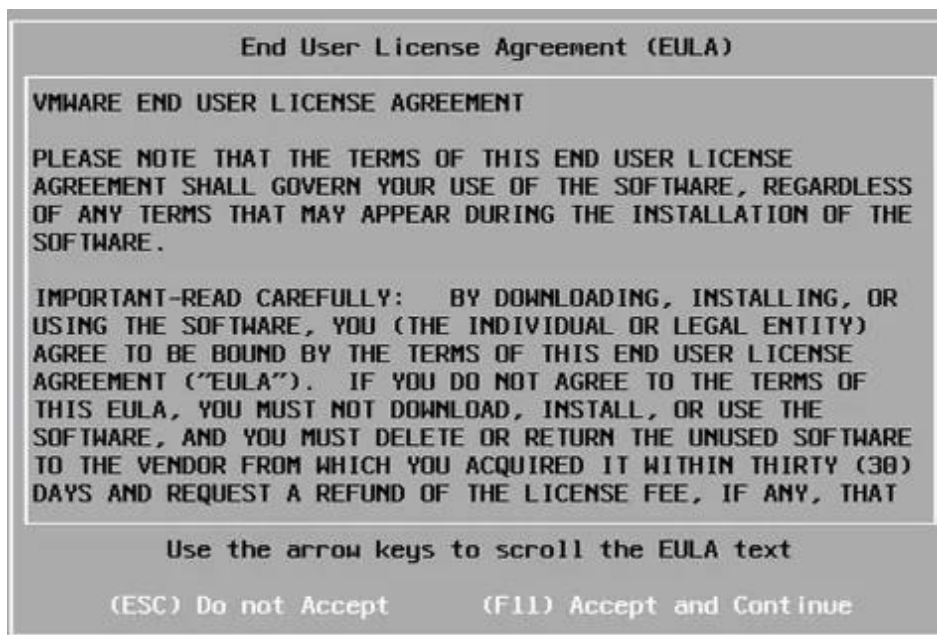 End User License Agreement (EULA)
VMWARE END USER LICENSE AGREEMENT
PLEASE NOTE THAT THE TERMS OF THIS END USER LICENSE
AGREEMENT SHALL GOVERN YOUR USE OF THE SOFTWARE, REGARDLESS
OF ANY TERMS THAT MAY APPEAR DURING THE INSTALLATION OF THE
SOFTWARE.
IMPORTANT-READ CAREFULLY:   BY DOWNLOADING, INSTALLING, OR
USING THE SOFTWARE, YOU (THE INDIVIDUAL OR LEGAL ENTITY)
AGREE TO BE BOUND BY THE TERMS OF THIS END USER LICENSE
AGREEMENT ("EULA").  IF YOU DO NOT AGREE TO THE TERMS OF
THIS EULA, YOU MUST NOT DOWNLOAD, INSTALL, OR USE THE
SOFTWARE, AND YOU MUST DELETE OR RETURN THE UNUSED SOFTWARE
TO THE VENDOR FROM WHICH YOU ACQUIRED IT WITHIN THIRTY (30)
DAYS AND REQUEST A REFUND OF THE LICENSE FEE, IF ANY, THAT
Use the arrow keys to scroll the EULA text
(ESC) Do not Accept (F11) Accept and Continue